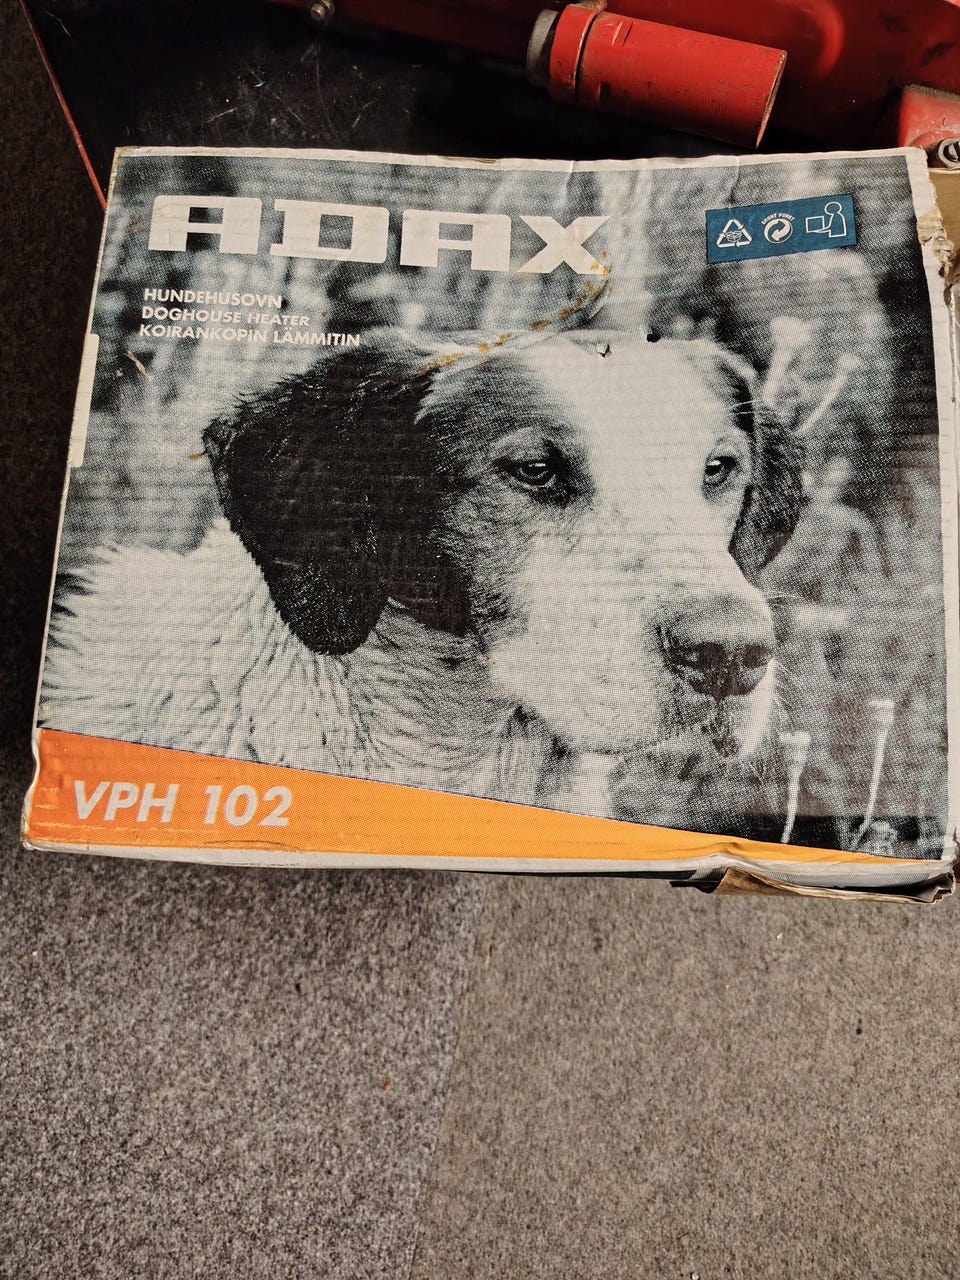 ADAX
HUNDEHUSOVN
DOGHOUSE HEATER
KOIRANKOPIN LÄMMITIN
VPH 102